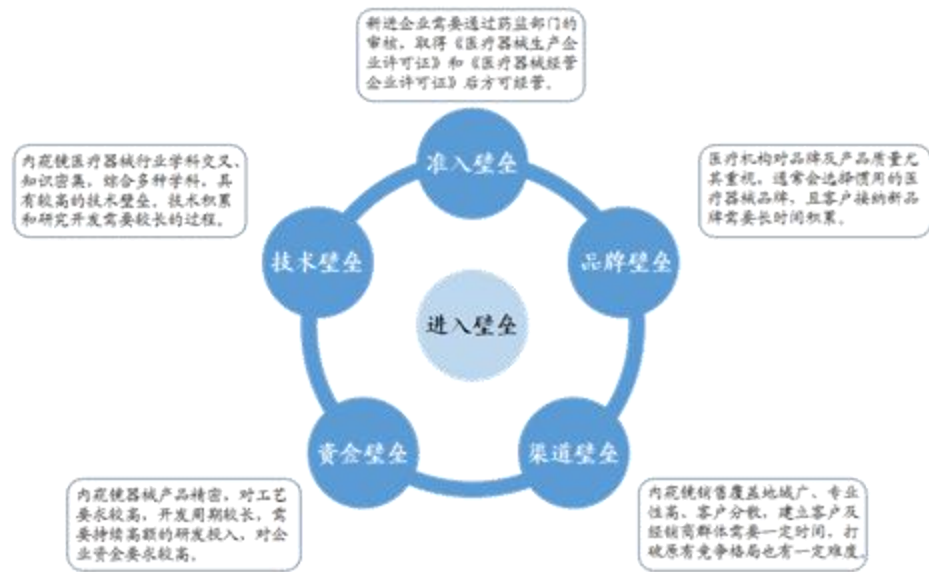 新进企业需要通过药监部门的
审核，取得《医疗器械生产企
业许可证》和《医疗器械经营
企业许可证》后方可经营。
准入壁垒
内窥镜医疗器械行业学科交叉、
知识密集，综合多种学科，具
有较高的技术壁垒，技术积累
和研究开发需要较长的过程。
技术壁垒
医疗机构对品牌及产品质量尤
其重视，通常会选择惯用的医
疗器械品牌，且客户接纳新品
牌需要长时间积累。
品牌壁垒
进入壁垒
资金壁垒
内窥镜器械产品精密，对工艺
要求较高，开发周期较长，需
要持续高额的研发投入，对企
业资金要求较高。
渠道壁垒
内窥镜销售覆盖地域广、专业
性高、客户分散，建立客户及
经销商群体需要一定时间，打
破原有竞争格局也有一定难度。